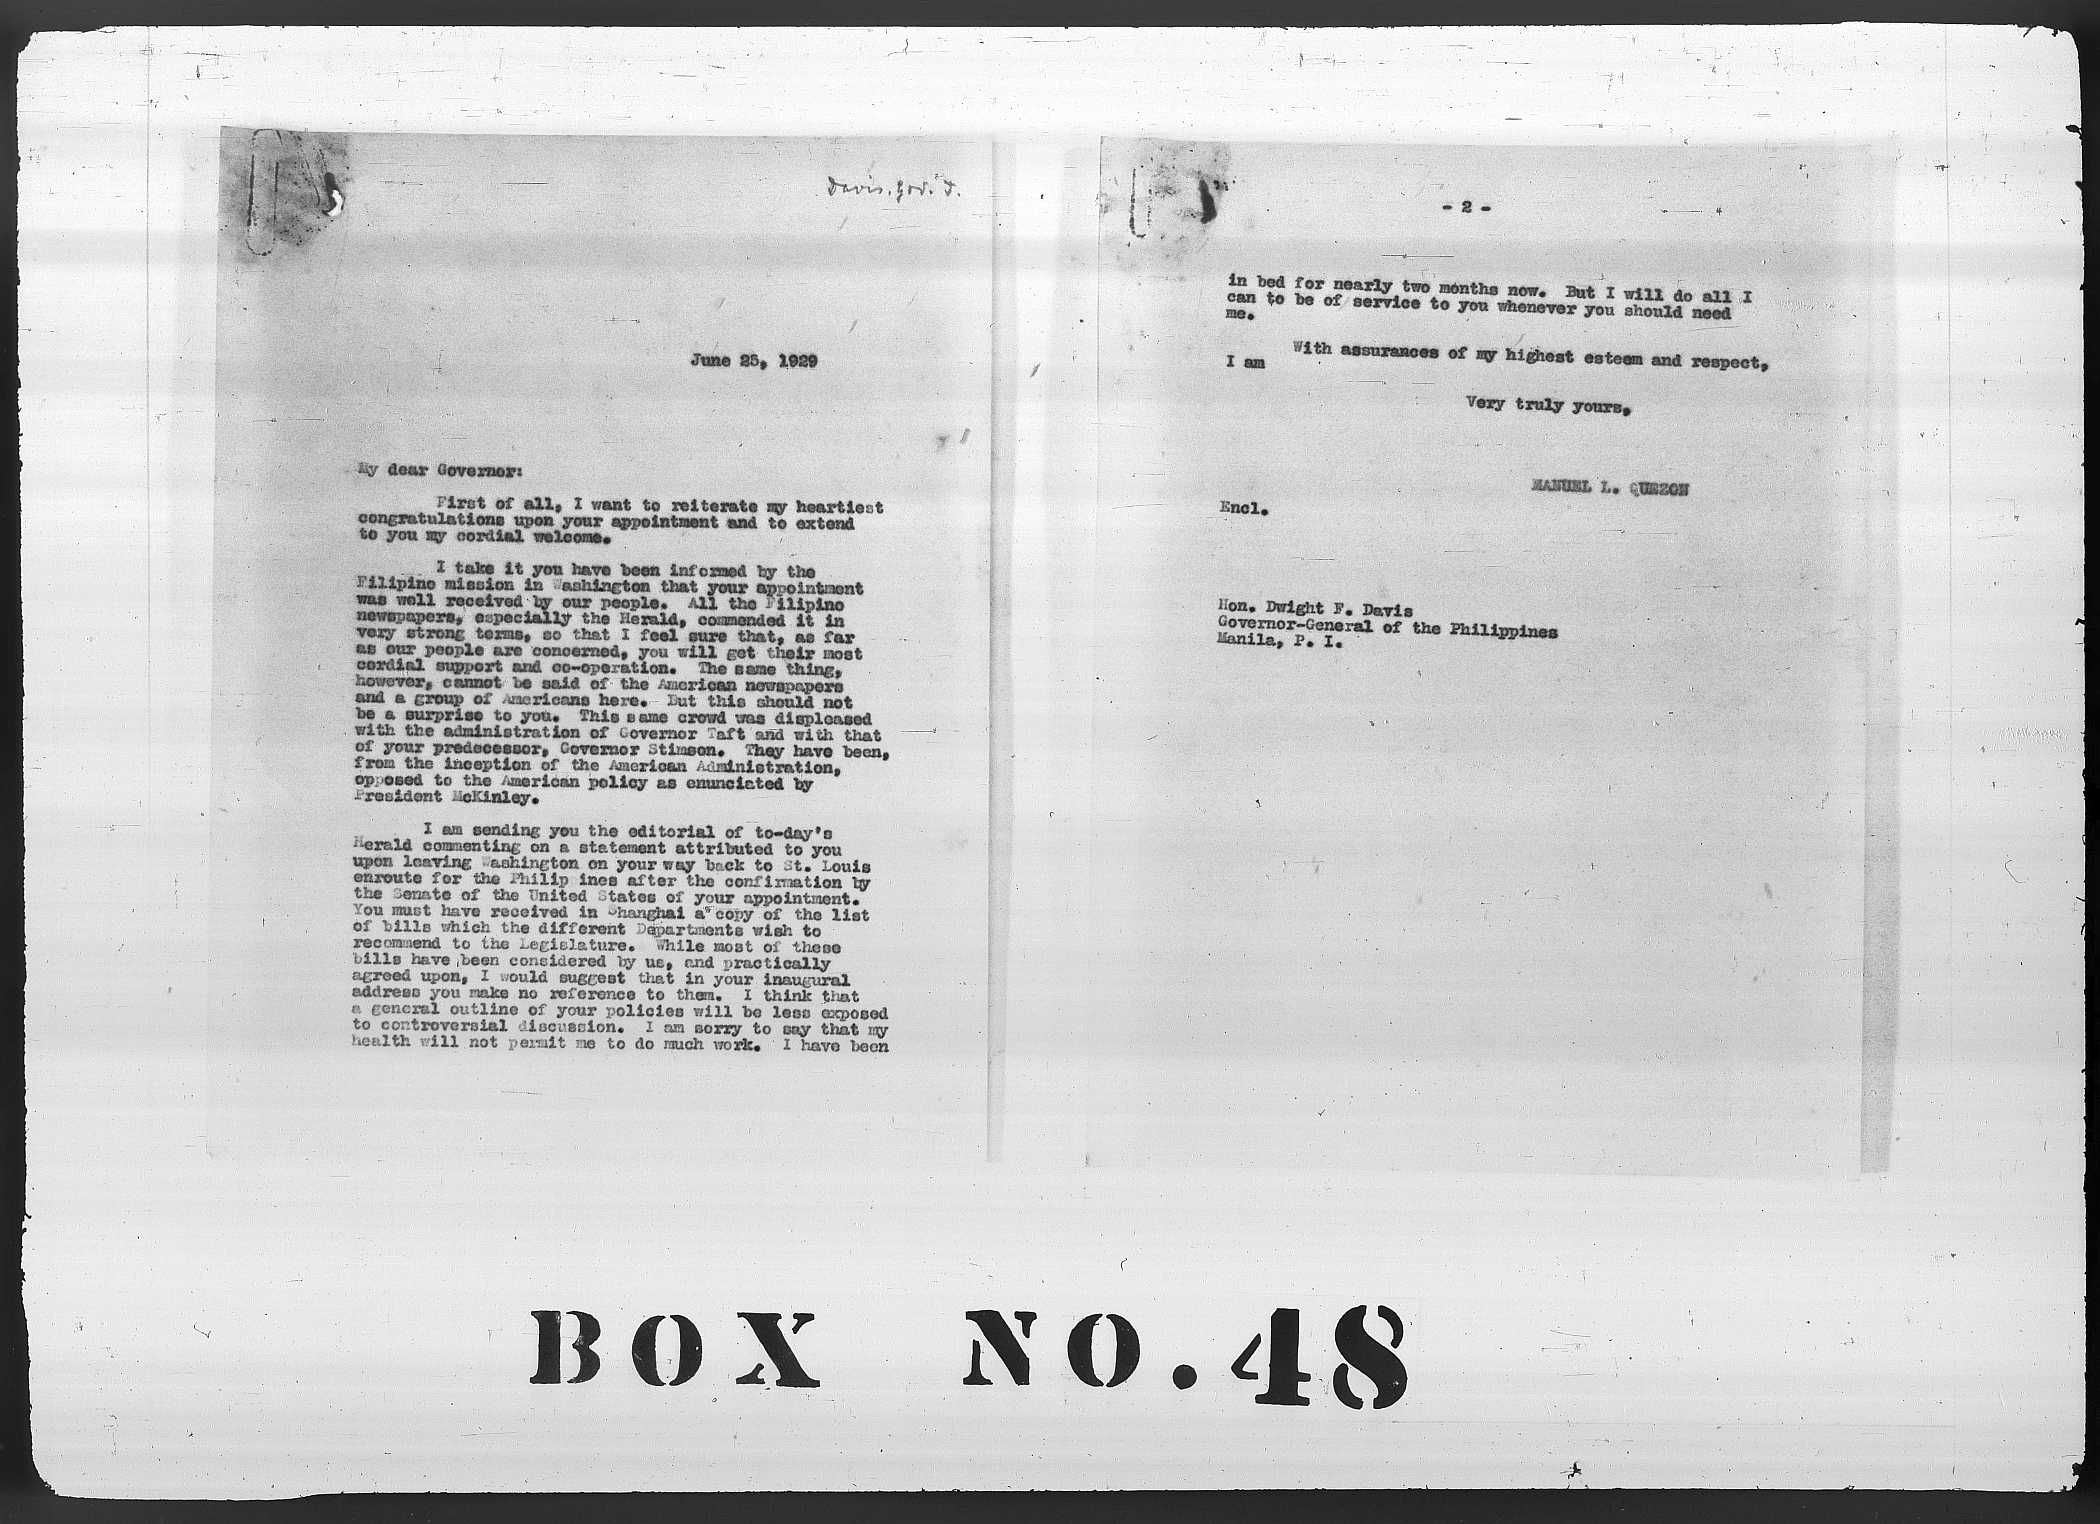 Davis. Gov. D.
June 25, 1929
My dear Governor:
First of all, I want to reiterate my heartiest
congratulations upon your appointment and to extend
to you my cordial welcome.
I take it you have been informed by the
Filipino mission in Washington that your appointment
was well received by our people. All the Filipino
newspapers, especially the Herald, commended it in
very strong terms, so that I feel sure that, as far
as our people are concerned, you will get their most
cordial support and co-operation. The same thing,
however, cannot be said of the American newspapers
and a group of Americans here. But this should not
be a surprise to you. This same crowd was displeased
with the administration of Governor Taft and with that
of your predecessor, Governor Stimson. They have been,
from the inception of the American Administration,
opposed to the American policy as enunciated by
President McKinley.
I am sending you the editorial of to-day's
Herald commenting on a statement attributed to you
upon leaving Washington on your way back to St. Louis
enroute for the Philippines after the confirmation by
the Senate of the United States of your appointment.
You must have received in Shanghai a copy of the list
of bills which the different Departments wish to
recommend to the Legislature. While most of these
bills have been considered by us, and practically
agreed upon, I would suggest that in your inaugural
address you make no reference to them. I think that
a general outline of your policies will be less exposed
to controversial discussion. I am sorry to say that my
health will not permit me to do much work. I have been
- 2 -
in bed for nearly two months now. But I will do all I
can to be of service to you whenever you should need
me.
With assurances of my highest esteem and respect,
I am
Very truly yours,
MANUEL L. QUEZON
Encl.
Hon. Dwight F. Davis
Governor-General of the Philippines
Manila, P. I.
BOX NO. 48